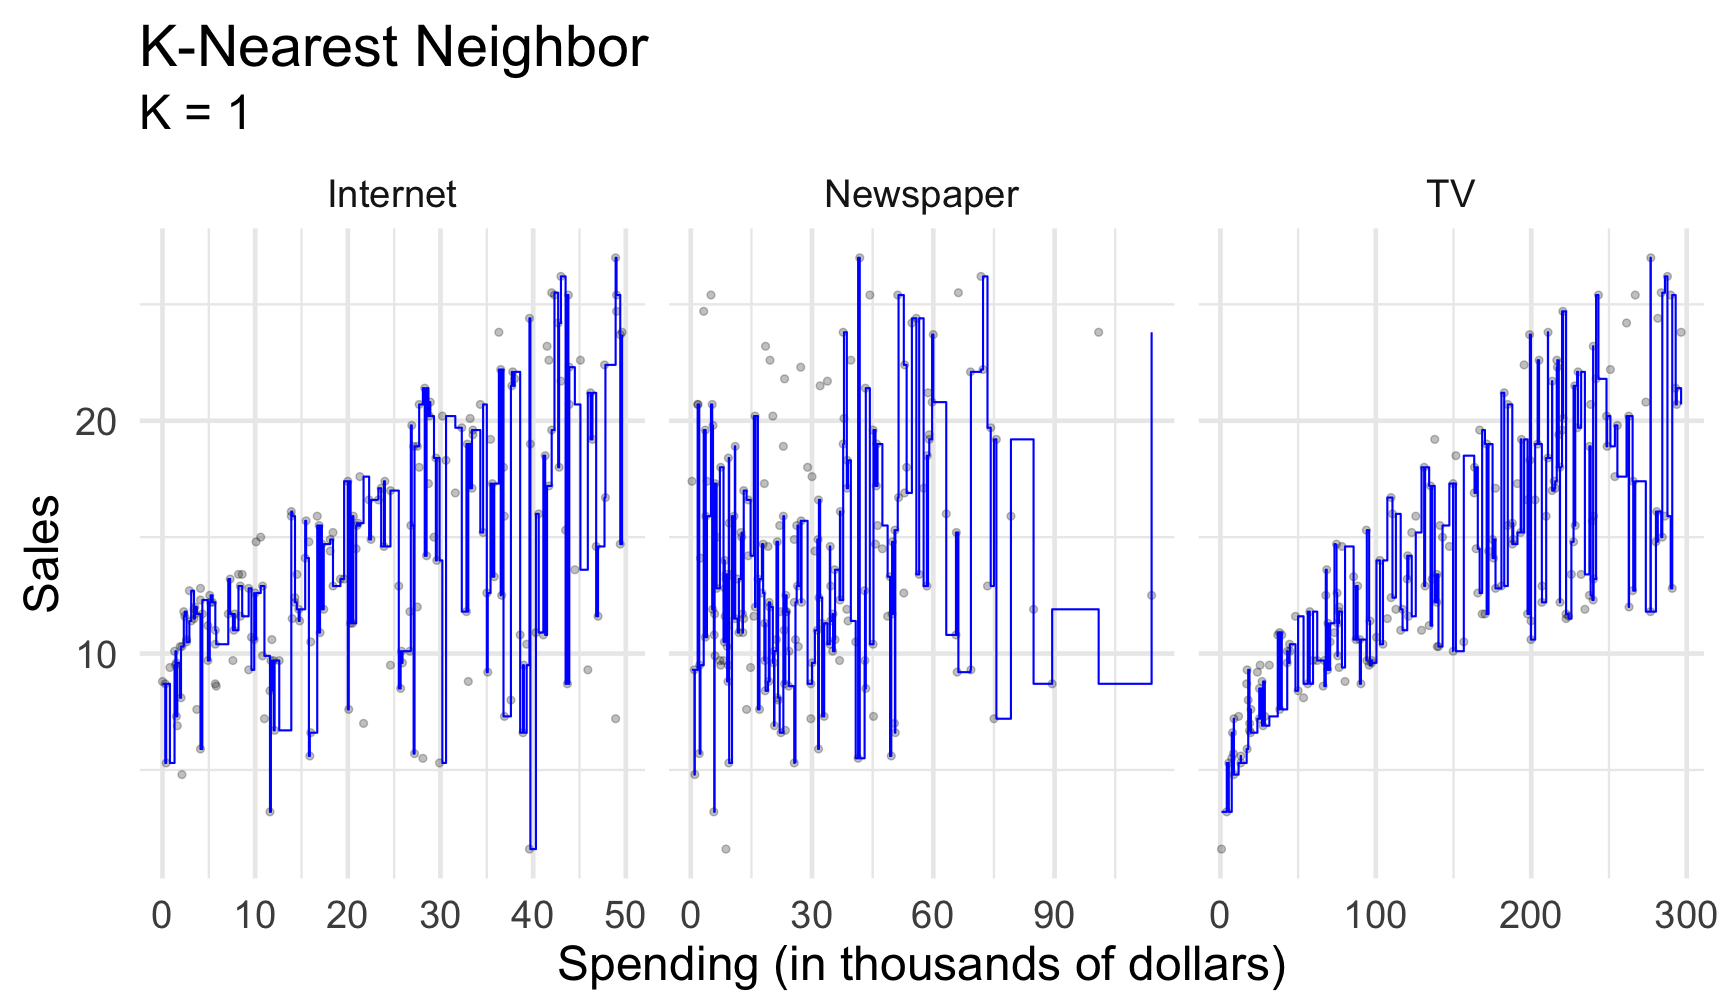 K-Nearest Neighbor
K = 1
Internet
Newspaper
TV
Sales
20
10
0 10 20 30 40 50 0 30 60 90 0 100 200 300
Spending (in thousands of dollars)